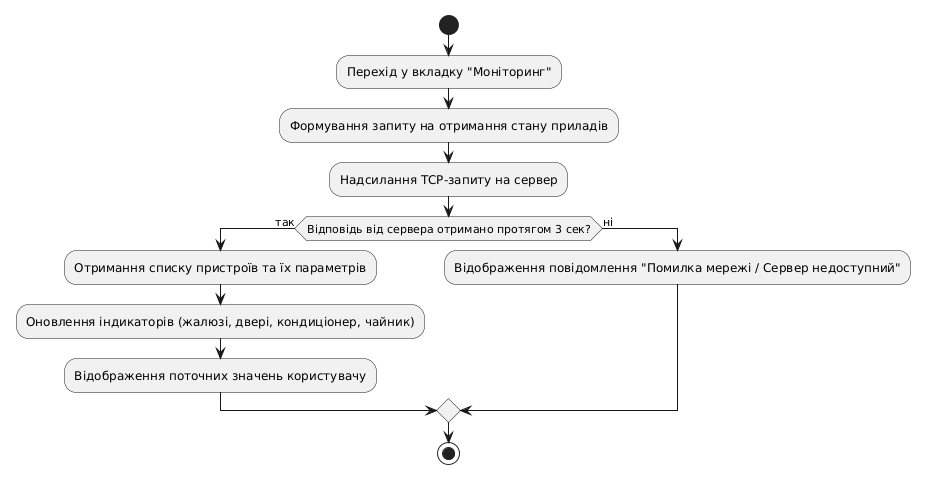 Перехід у вкладку "Моніторинг"
Формування запиту на отримання стану приладів
Надсилання TCP-запиту на сервер
так
Відповідь від сервера отримано протягом 3 сек?
ні
Отримання списку пристроїв та їх параметрів
Відображення повідомлення "Помилка мережі / Сервер недоступний"
Оновлення індикаторів (жалюзі, двері, кондиціонер, чайник)
Відображення поточних значень користувачу